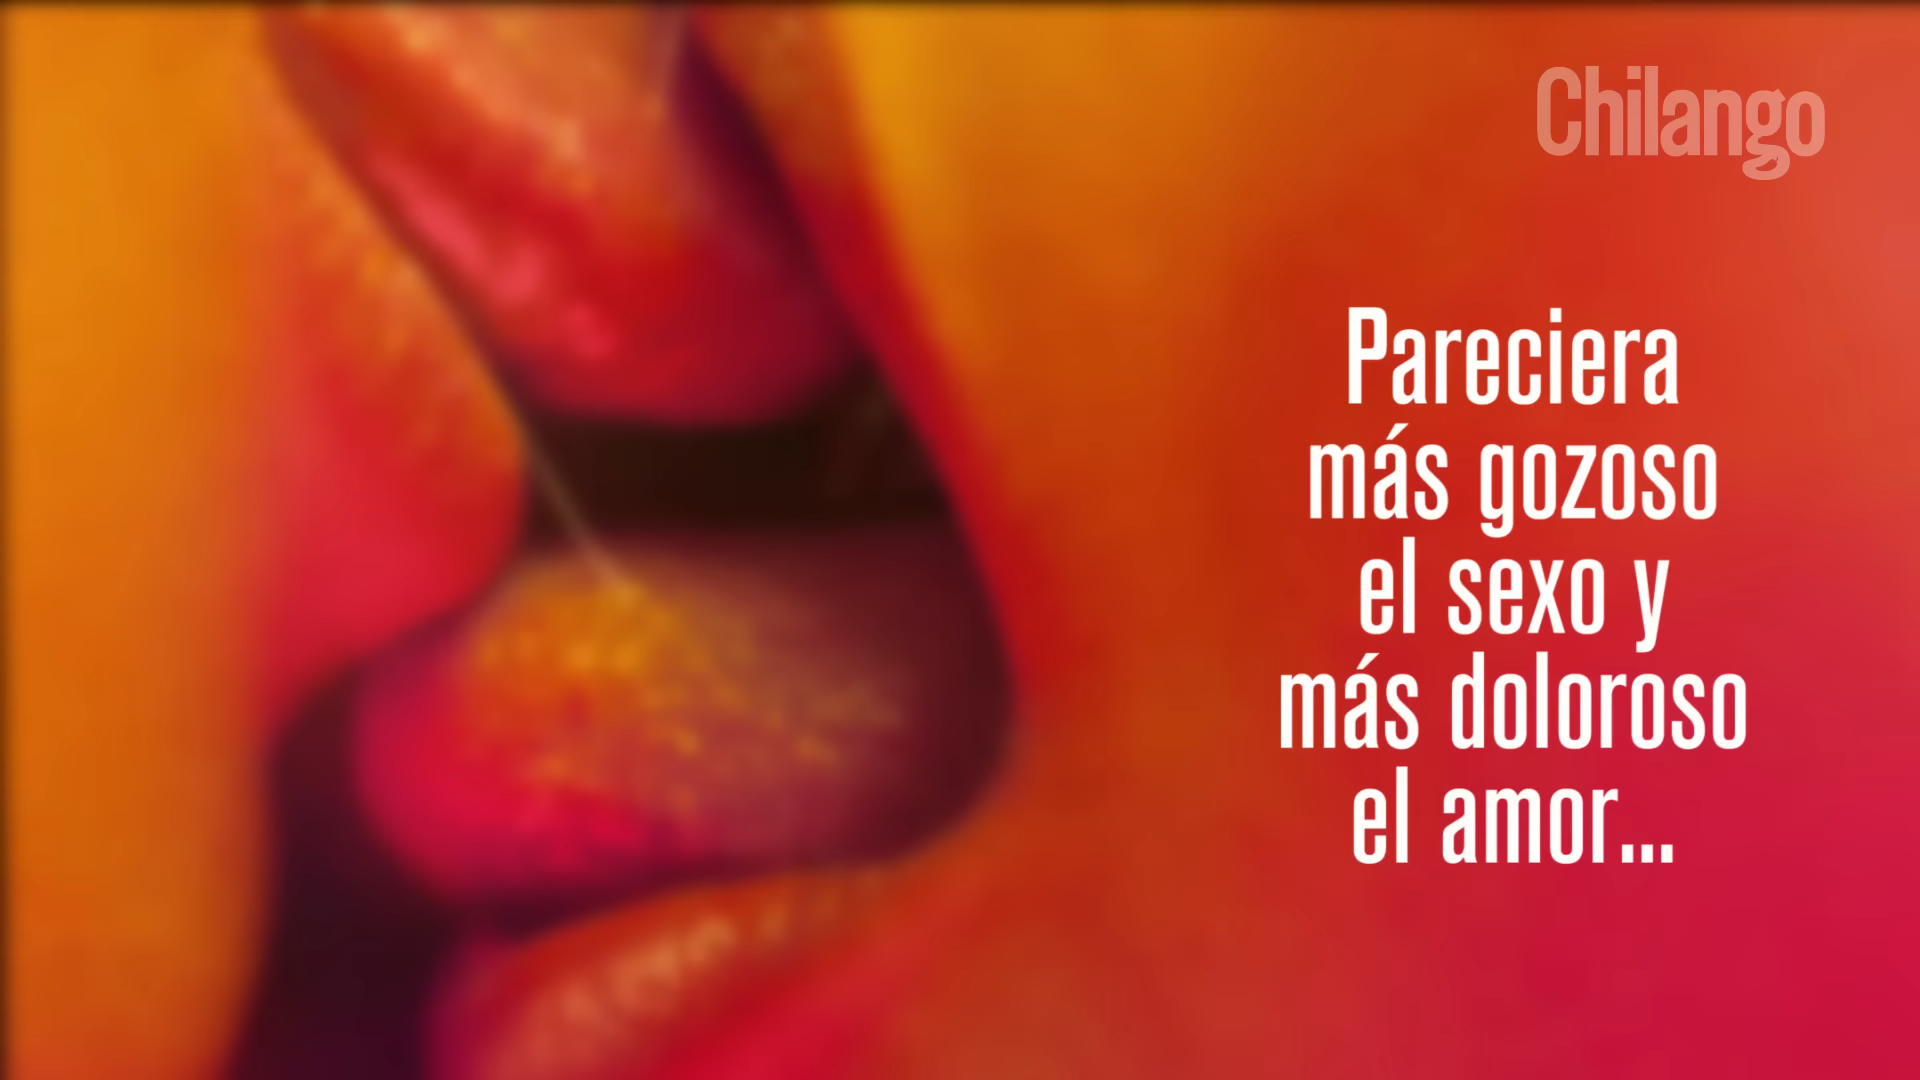 Chilango
Pareciera
más gozoso
el sexo y
más doloroso
el amor...